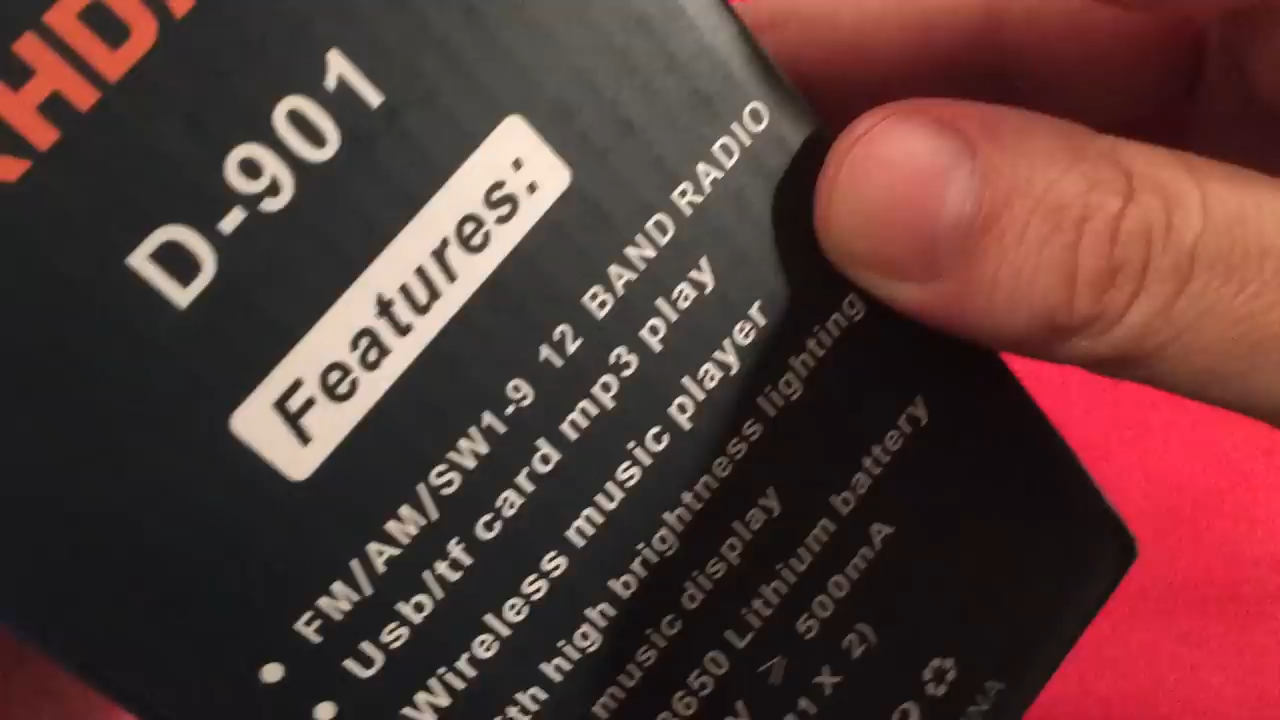 D-901
Features:
• FM/AM/SW1-9 12 BAND RADIO
• Usb/tf card mp3 play
Wireless music player
high brightness lighting
music display
Lithium battery
500mA
X 2)